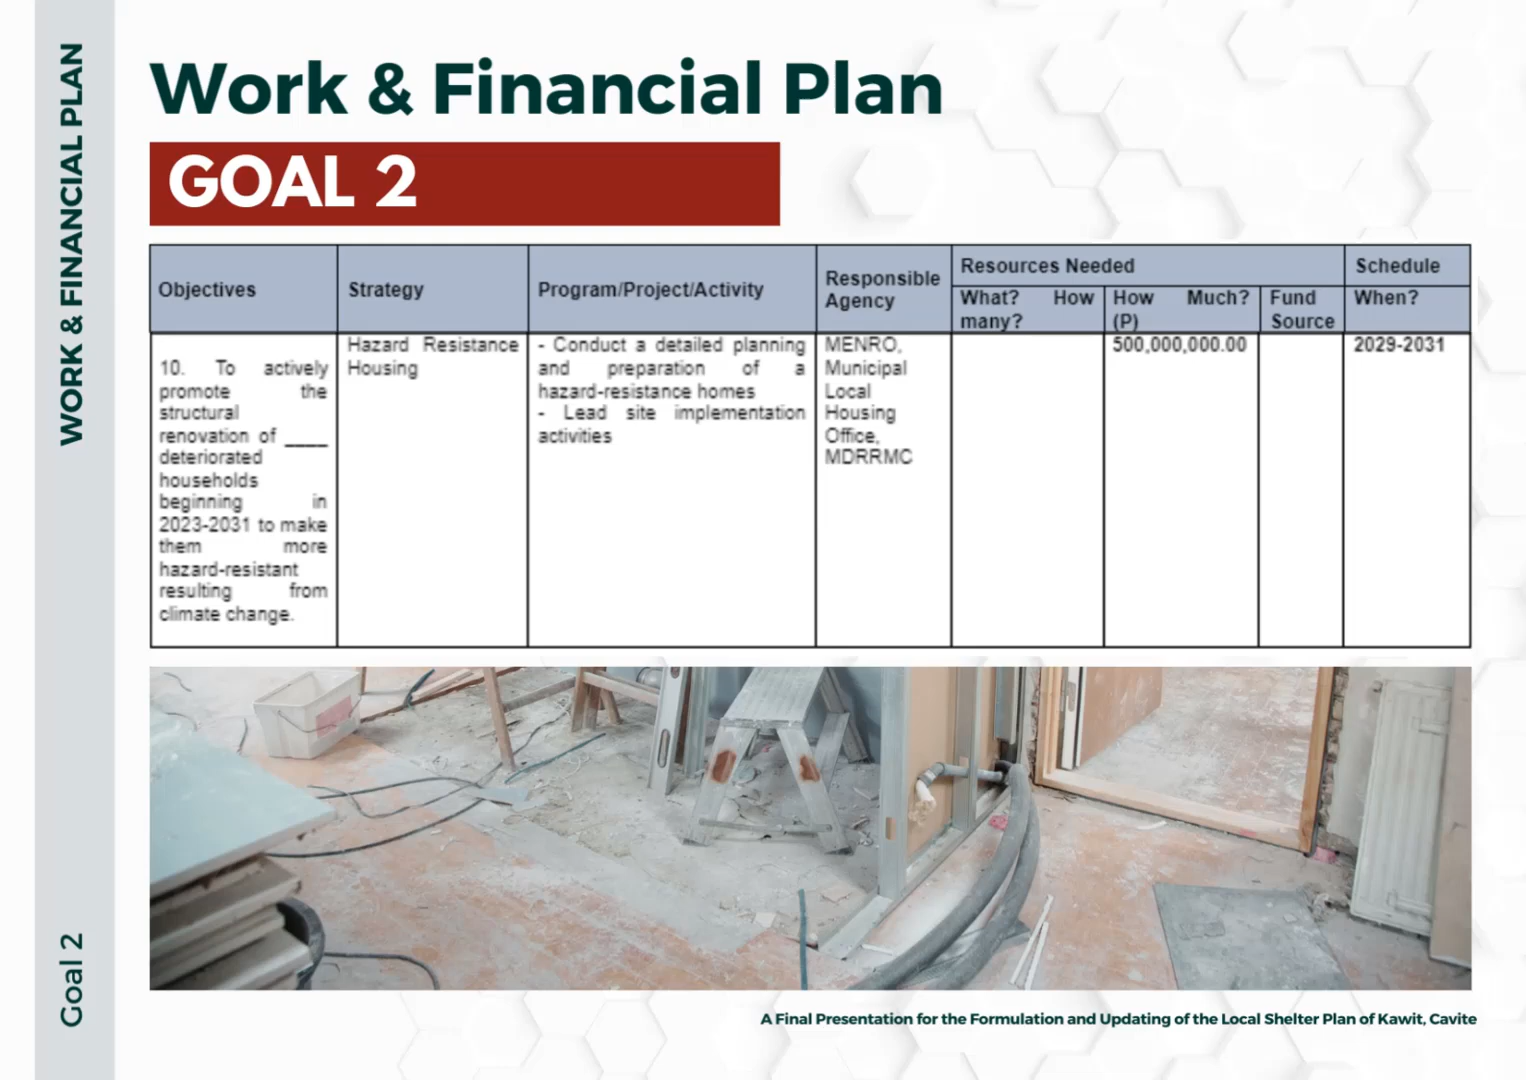 WORK & FINANCIAL PLAN
Goal 2
Work & Financial Plan
GOAL 2
Objectives
Strategy
Program/Project/Activity
Responsible
Agency
Resources Needed
What? How
many?
How Much?
(P)
Fund
Source
Schedule
When?
10. To actively
promote the
structural
renovation of ____
deteriorated
households
beginning in
2023-2031 to make
them more
hazard-resistant
resulting from
climate change.
Hazard Resistance
Housing
- Conduct a detailed planning
and preparation of a
hazard-resistance homes
- Lead site implementation
activities
MENRO,
Municipal
Local
Housing
Office,
MDRRMC
500,000,000.00
2029-2031
A Final Presentation for the Formulation and Updating of the Local Shelter Plan of Kawit, Cavite